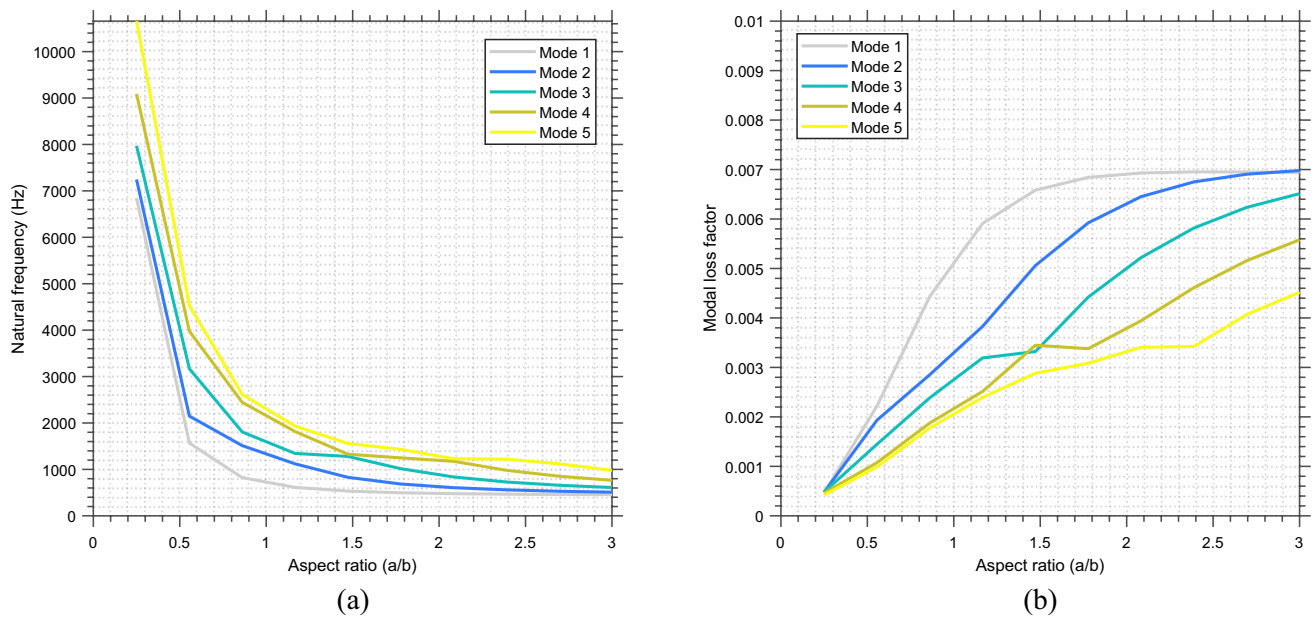 10000
9000
8000
7000
6000
5000
4000
3000
2000
1000
0
Natural frequency (Hz)
0 0.5 1 1.5 2 2.5 3
Aspect ratio (a/b)
Mode 1
Mode 2
Mode 3
Mode 4
Mode 5
(a)
0.01
0.009
0.008
0.007
0.006
0.005
0.004
0.003
0.002
0.001
0
Modal loss factor
0 0.5 1 1.5 2 2.5 3
Aspect ratio (a/b)
Mode 1
Mode 2
Mode 3
Mode 4
Mode 5
(b)